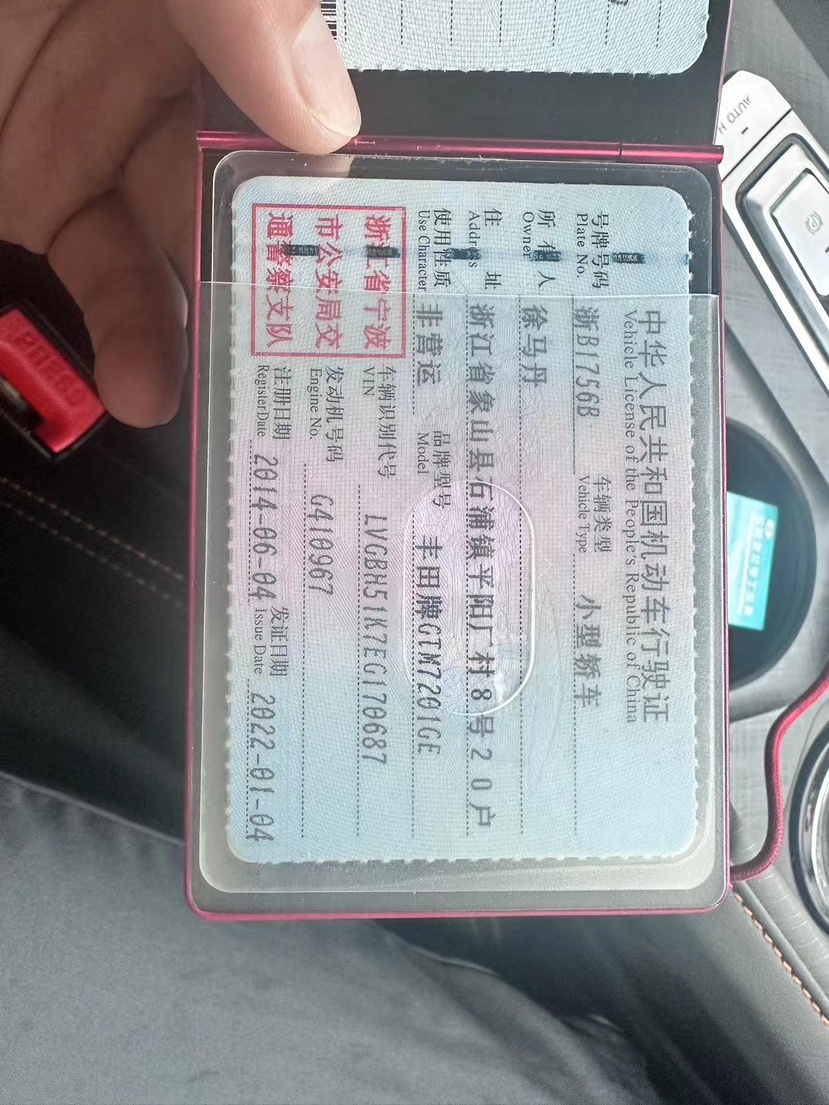 中华人民共和国机动车行驶证
Vehicle License of the People's Republic of China
号牌号码 浙B1756B 车辆类型 小型轿车
Plate No. Vehicle Type
所有人 徐马丹
Owner
住址 浙江省象山县石浦镇平阳厂村8号20户
Address
使用性质 非营运 品牌型号 丰田牌GTM7201GE
Use Character Model
浙江省宁波
市公安局交
通警察支队
车辆识别代号 LVGBH51K7EG170687
VIN
发动机号码 G410967
Engine No.
注册日期 2014-06-04 发证日期 2022-01-04
Register Date Issue Date
PRESS
AUTO H